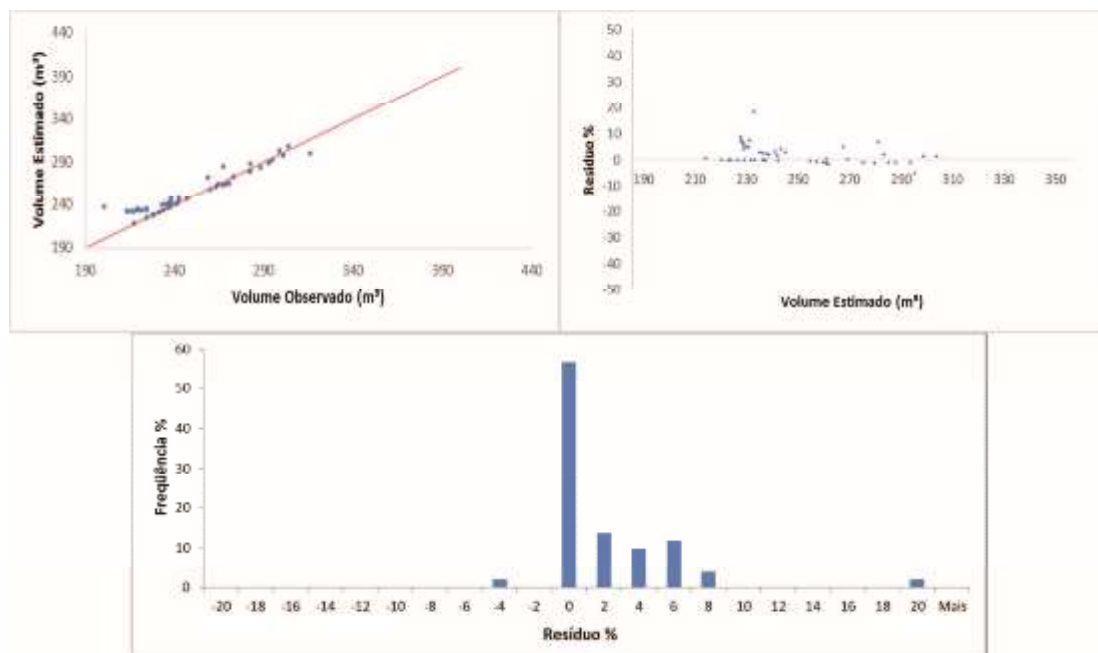 Volume Estimado (m³)
440
390
340
290
240
190
190 240 290 340 390 440
Volume Observado (m³)
Resíduo %
50
40
30
20
10
0
-10
-20
-30
-40
-50
190 210 230 250 270 290 310 330 350
Volume Estimado (m³)
Freqüência %
60
50
40
30
20
10
0
-20 -18 -16 -14 -12 -10 -8 -6 -4 -2 0 2 4 6 8 10 12 14 16 18 20 Mais
Resíduo %